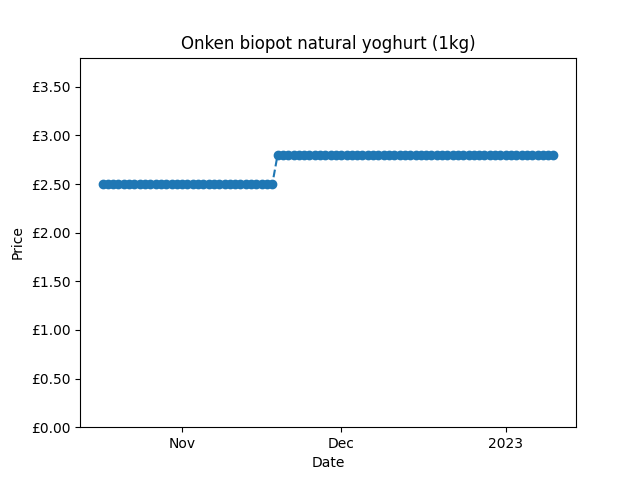 Onken biopot natural yoghurt (1kg)
£3.50
£3.00
£2.50
£2.00
£1.50
£1.00
£0.50
£0.00
Price
Nov
Dec
2023
Date